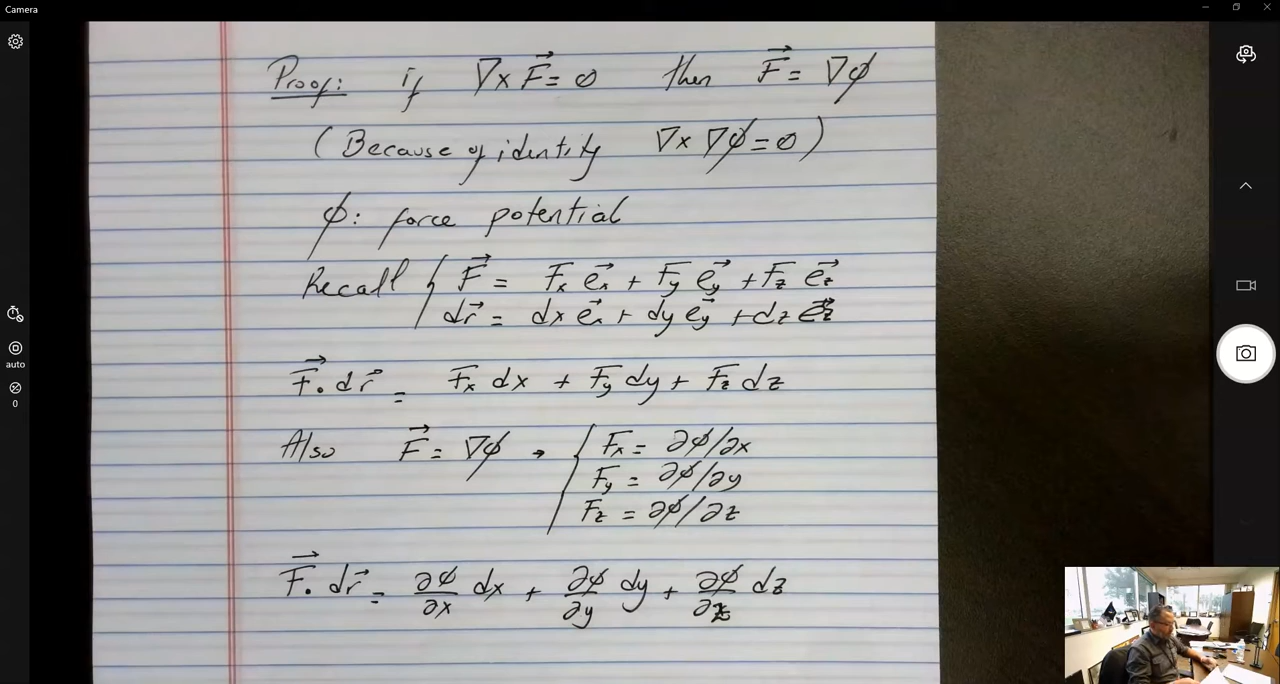 Camera
Proof: if ∇×F⃗ = 0 then F⃗ = ∇ϕ
(Because of identity ∇×∇ϕ = 0)
ϕ: force potential
Recall { F⃗ = Fx e⃗x + Fy e⃗y + Fz e⃗z
dr⃗ = dx e⃗x + dy e⃗y + dz e⃗z
F⃗ . dr⃗ = Fx dx + Fy dy + Fz dz
Also F⃗ = ∇ϕ → { Fx = ∂ϕ/∂x
Fy = ∂ϕ/∂y
Fz = ∂ϕ/∂z
F⃗ . dr⃗ = ∂ϕ/∂x dx + ∂ϕ/∂y dy + ∂ϕ/∂z dz
auto
0